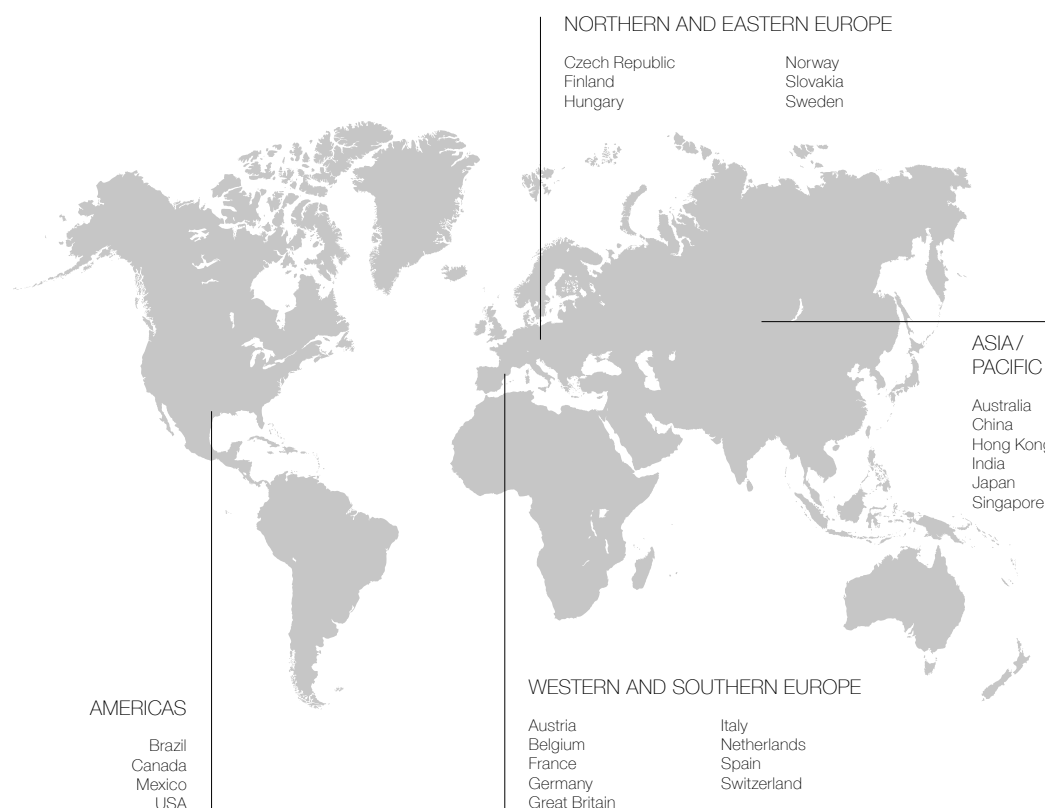 NORTHERN AND EASTERN EUROPE
Czech Republic
Finland
Hungary
Norway
Slovakia
Sweden
ASIA /
PACIFIC
Australia
China
Hong Kong
India
Japan
Singapore
WESTERN AND SOUTHERN EUROPE
Austria
Belgium
France
Germany
Great Britain
Italy
Netherlands
Spain
Switzerland
AMERICAS
Brazil
Canada
Mexico
USA